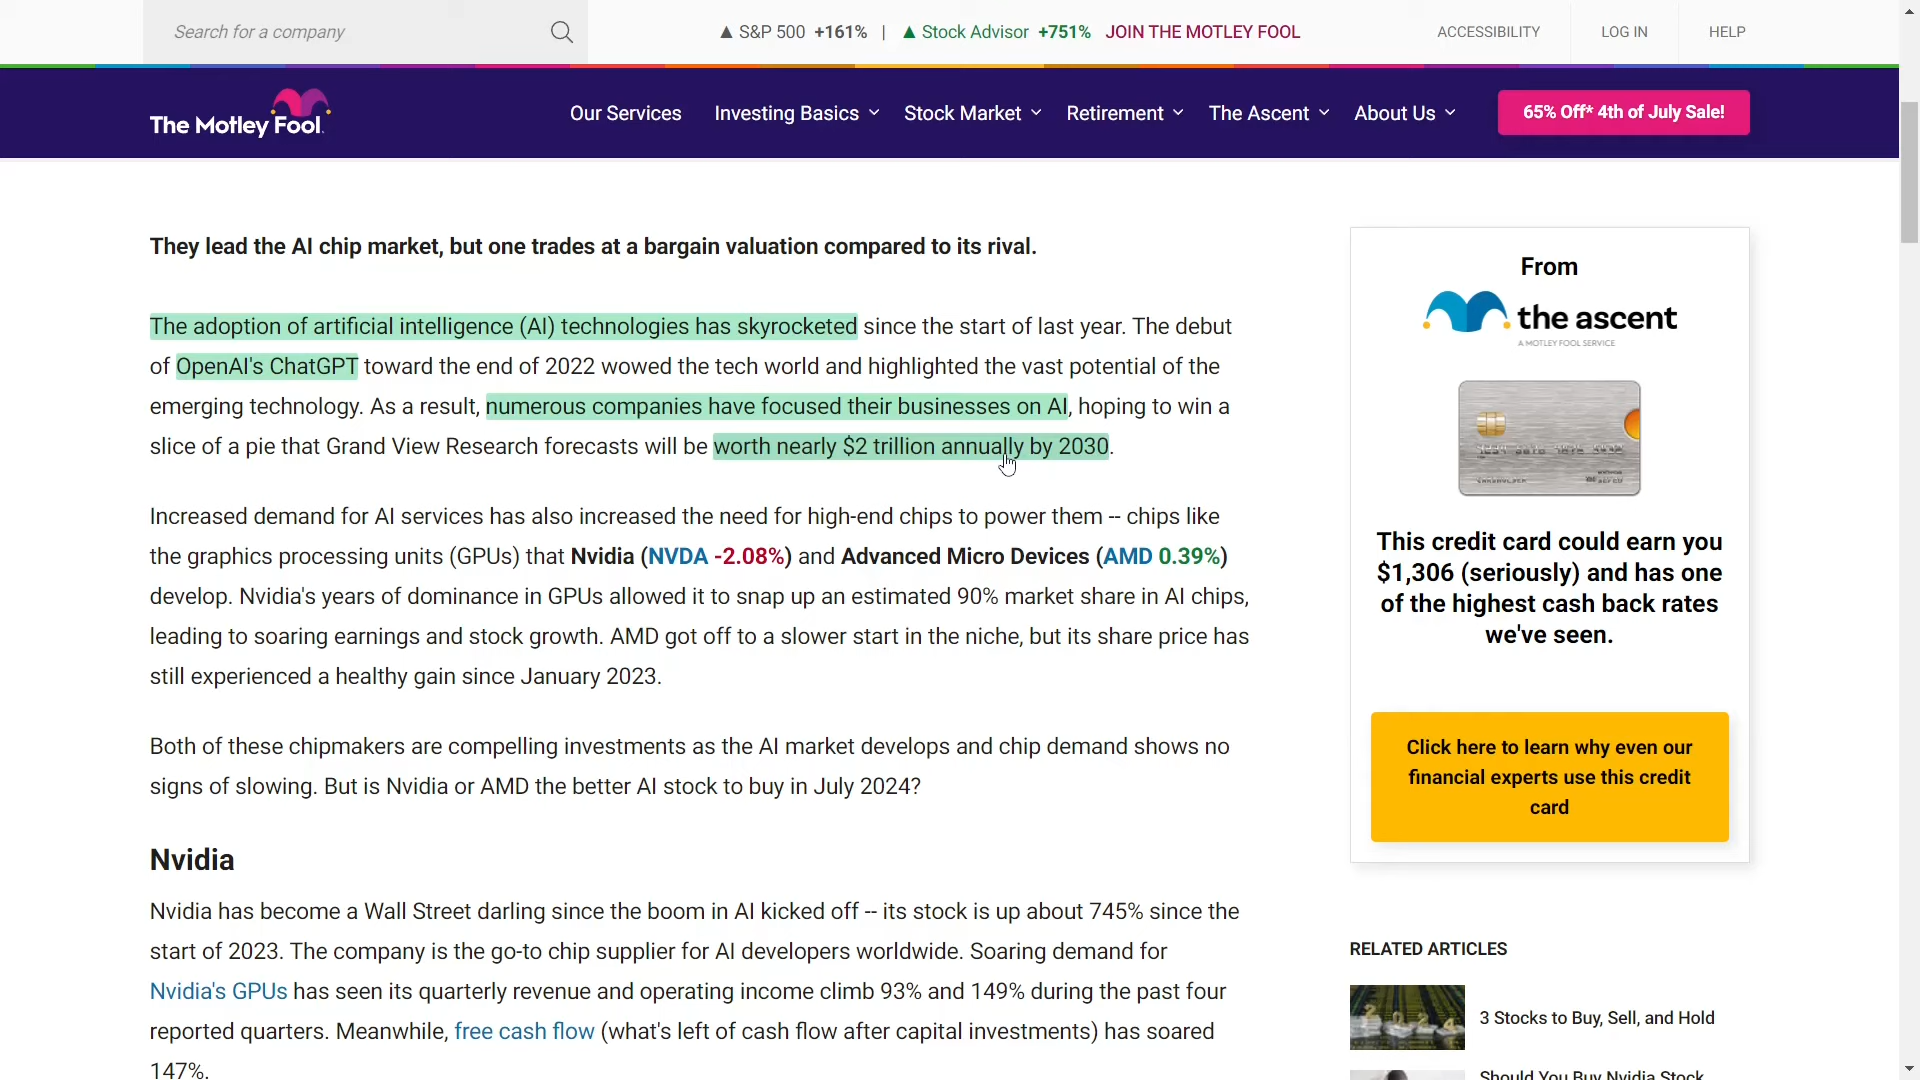 Search for a company
▲ S&P 500 +161% | ▲ Stock Advisor +751% JOIN THE MOTLEY FOOL
ACCESSIBILITY
LOG IN
HELP
The Motley Fool.
Our Services
Investing Basics
Stock Market
Retirement
The Ascent
About Us
65% Off* 4th of July Sale!
They lead the AI chip market, but one trades at a bargain valuation compared to its rival.
The adoption of artificial intelligence (AI) technologies has skyrocketed since the start of last year. The debut
of OpenAI's ChatGPT toward the end of 2022 wowed the tech world and highlighted the vast potential of the
emerging technology. As a result, numerous companies have focused their businesses on AI, hoping to win a
slice of a pie that Grand View Research forecasts will be worth nearly $2 trillion annually by 2030.
Increased demand for AI services has also increased the need for high-end chips to power them -- chips like
the graphics processing units (GPUs) that Nvidia (NVDA -2.08%) and Advanced Micro Devices (AMD 0.39%)
develop. Nvidia's years of dominance in GPUs allowed it to snap up an estimated 90% market share in AI chips,
leading to soaring earnings and stock growth. AMD got off to a slower start in the niche, but its share price has
still experienced a healthy gain since January 2023.
Both of these chipmakers are compelling investments as the AI market develops and chip demand shows no
signs of slowing. But is Nvidia or AMD the better AI stock to buy in July 2024?
Nvidia
Nvidia has become a Wall Street darling since the boom in AI kicked off -- its stock is up about 745% since the
start of 2023. The company is the go-to chip supplier for AI developers worldwide. Soaring demand for
Nvidia's GPUs has seen its quarterly revenue and operating income climb 93% and 149% during the past four
reported quarters. Meanwhile, free cash flow (what's left of cash flow after capital investments) has soared
147%.
From
the ascent
A MOTLEY FOOL SERVICE
This credit card could earn you
$1,306 (seriously) and has one
of the highest cash back rates
we've seen.
Click here to learn why even our
financial experts use this credit
card
RELATED ARTICLES
2024
3 Stocks to Buy, Sell, and Hold
Should You Buy Nvidia Stock